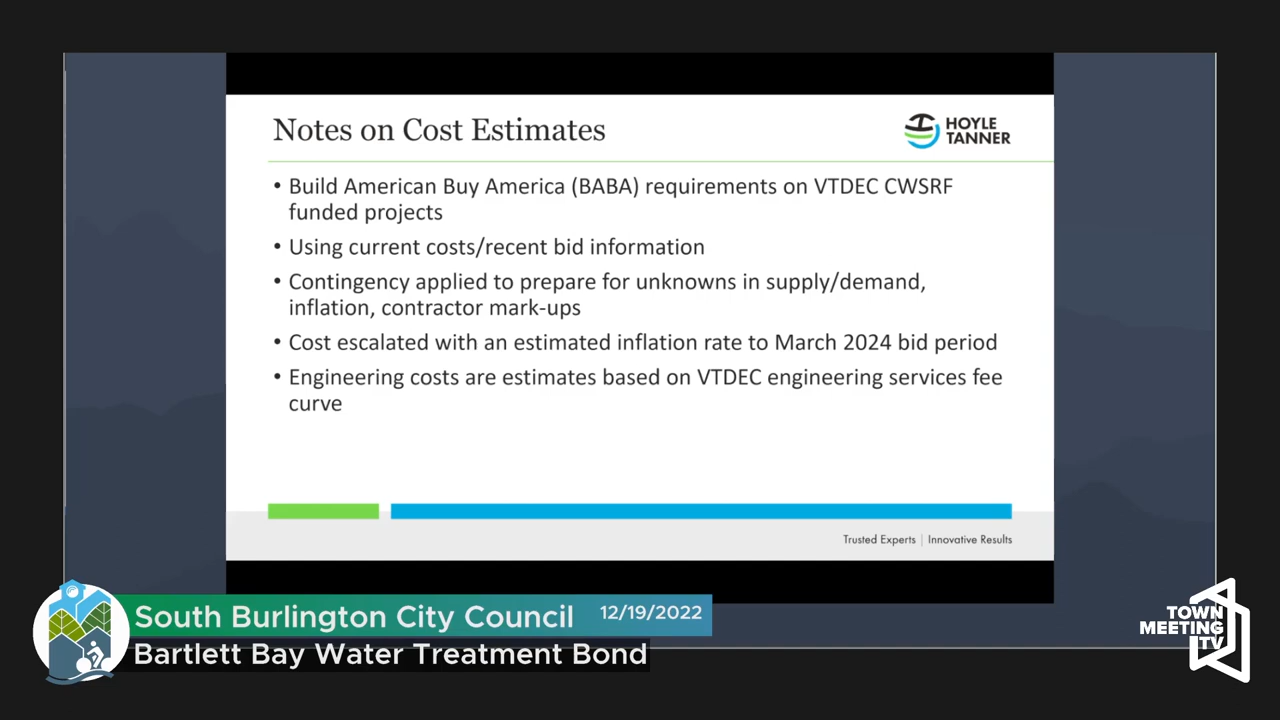 Notes on Cost Estimates
HOYLE
TANNER
• Build American Buy America (BABA) requirements on VTDEC CWSRF
funded projects
• Using current costs/recent bid information
• Contingency applied to prepare for unknowns in supply/demand,
inflation, contractor mark-ups
• Cost escalated with an estimated inflation rate to March 2024 bid period
• Engineering costs are estimates based on VTDEC engineering services fee
curve
Trusted Experts | Innovative Results
South Burlington City Council 12/19/2022
Bartlett Bay Water Treatment Bond
TOWN
MEETING
TV